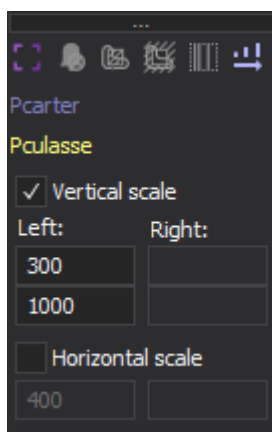 ...
Pcarter
Pculasse
Vertical scale
Left: Right:
300
1000
Horizontal scale
400